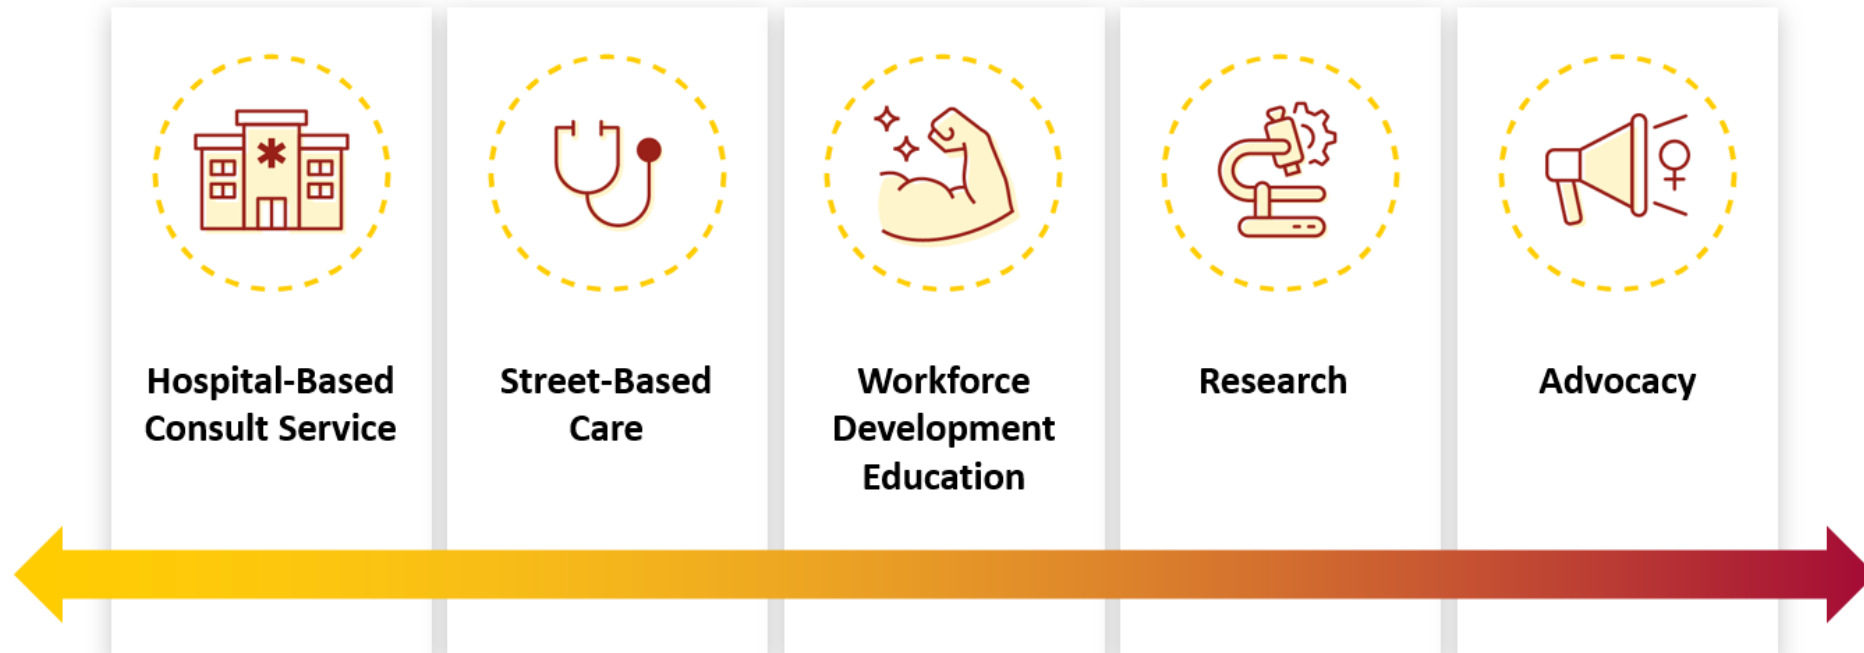 Hospital-Based
Consult Service
Street-Based
Care
Workforce
Development
Education
Research
Advocacy